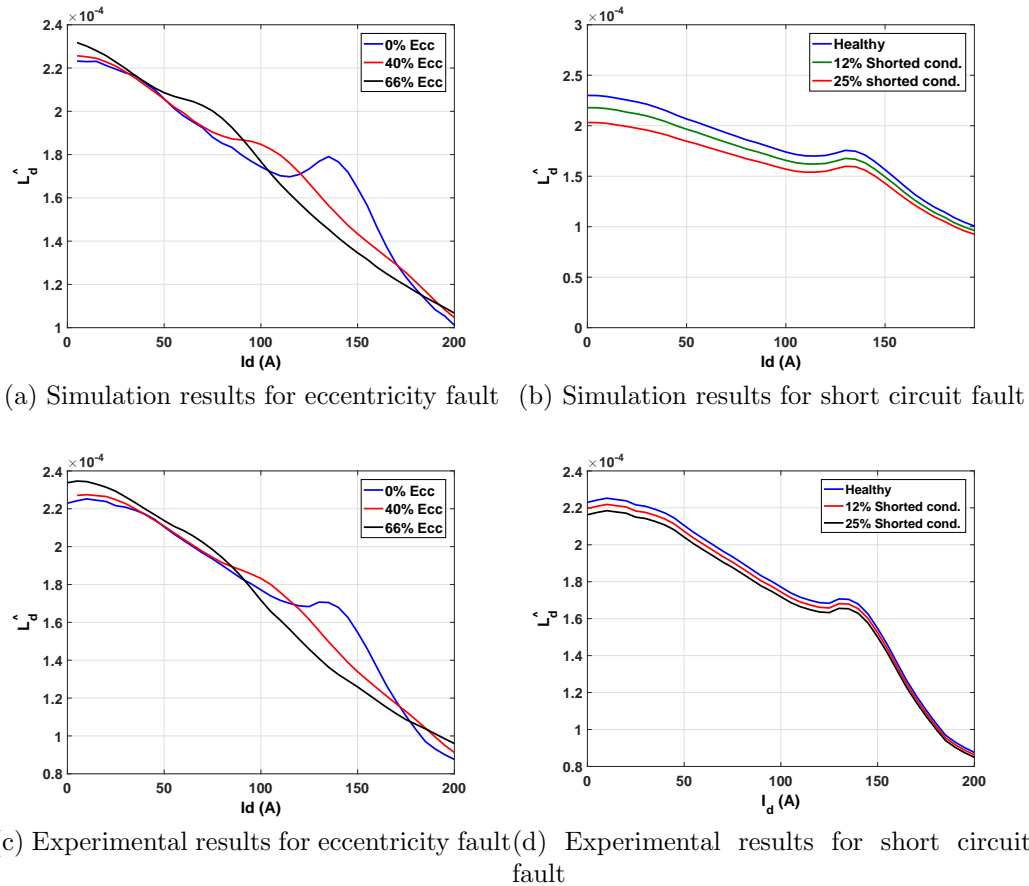 ×10⁻⁴
2.4
2.2
2
1.8
1.6
1.4
1.2
1
0 50 100 150 200
L̂_d
Id (A)
0% Ecc
40% Ecc
66% Ecc
(a) Simulation results for eccentricity fault
×10⁻⁴
3
2.5
2
1.5
1
0.5
0
0 50 100 150
L̂_d
Id (A)
Healthy
12% Shorted cond.
25% shorted cond.
(b) Simulation results for short circuit fault
×10⁻⁴
2.4
2.2
2
1.8
1.6
1.4
1.2
1
0.8
0 50 100 150 200
L̂_d
Id (A)
0% Ecc
40% Ecc
66% Ecc
c) Experimental results for eccentricity fault
×10⁻⁴
2.4
2.2
2
1.8
1.6
1.4
1.2
1
0.8
0 50 100 150 200
L̂_d
I_d (A)
Healthy
12% Shorted cond.
25% Shorted cond.
(d) Experimental results for short circuit
fault